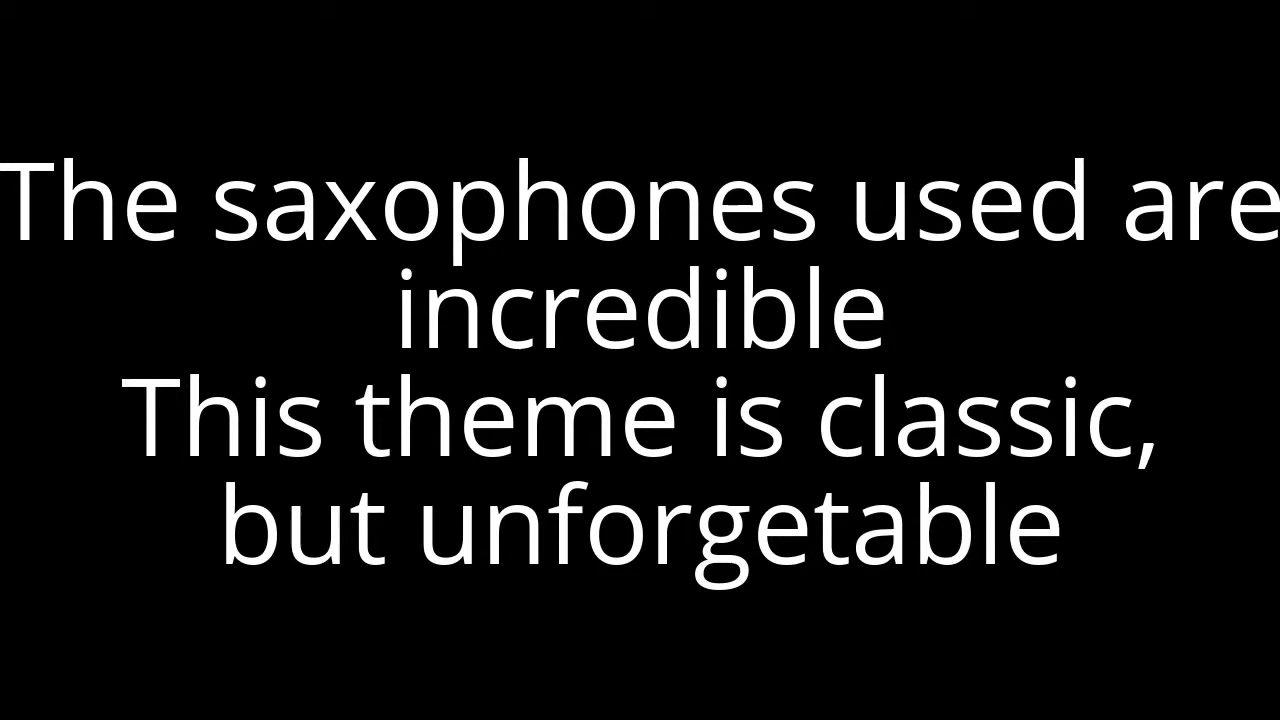 The saxophones used are
incredible
This theme is classic,
but unforgetable